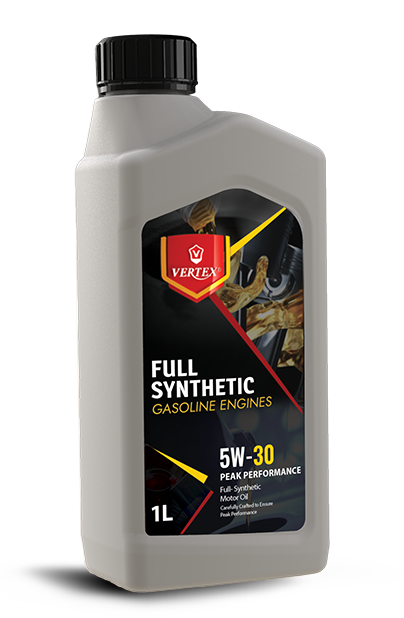 VERTEX®
FULL
SYNTHETIC
GASOLINE ENGINES
5W-30
PEAK PERFORMANCE
Full-Synthetic
Motor Oil
Carefully Crafted to Ensure
Peak Performance
1L